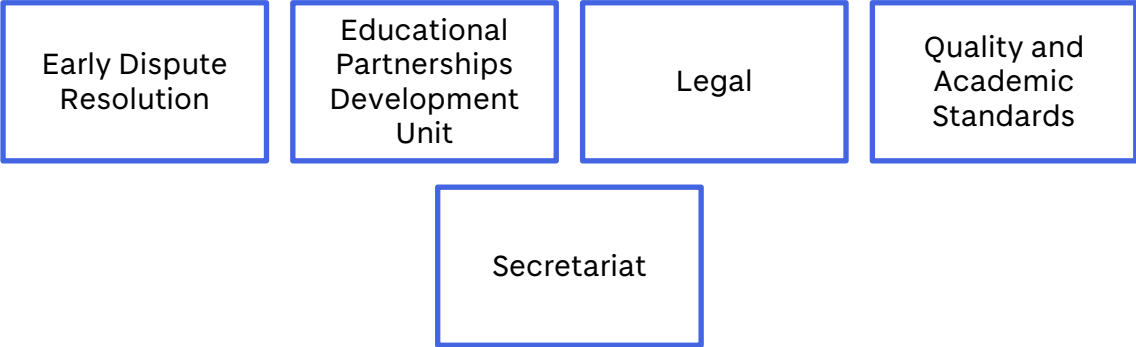 Early Dispute
Resolution
Educational
Partnerships
Development
Unit
Legal
Quality and
Academic
Standards
Secretariat